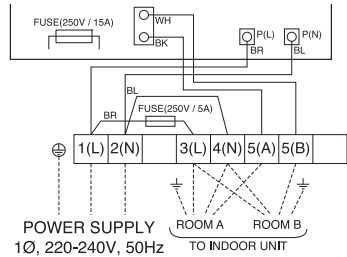 FUSE(250V / 15A)
WH
BK
P(L)
P(N)
BR
BL
BL
BR
FUSE(250V / 5A)
1(L) 2(N) 3(L) 4(N) 5(A) 5(B)
POWER SUPPLY
1Ø, 220-240V, 50Hz
ROOM A
ROOM B
TO INDOOR UNIT